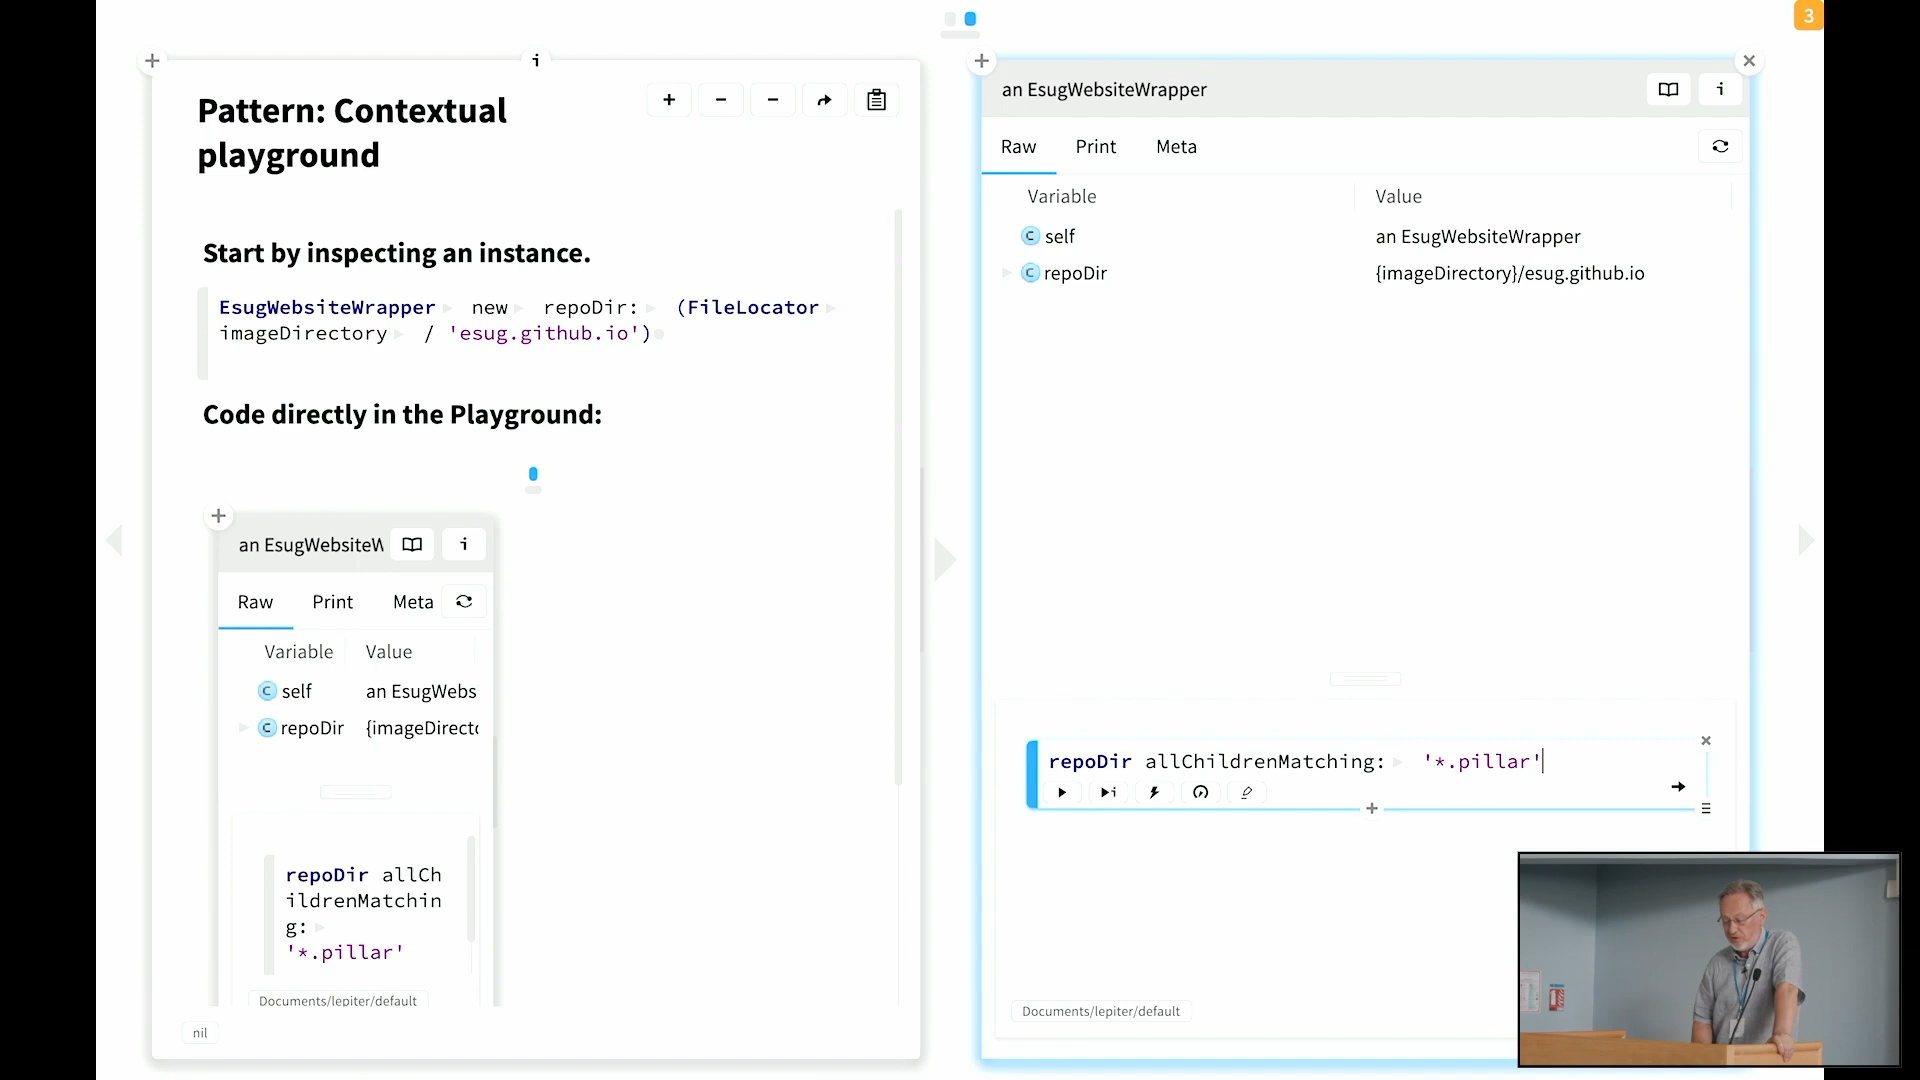 3
Pattern: Contextual
playground
Start by inspecting an instance.
EsugWebsiteWrapper new repoDir: (FileLocator
imageDirectory / 'esug.github.io')
Code directly in the Playground:
an EsugWebsiteW
Raw Print Meta
Variable Value
self an EsugWebs
repoDir {imageDirecto
repoDir allCh
ildrenMatchin
g:
'*.pillar'
Documents/lepiter/default
nil
an EsugWebsiteWrapper
Raw Print Meta
Variable Value
self an EsugWebsiteWrapper
repoDir {imageDirectory}/esug.github.io
repoDir allChildrenMatching: '*.pillar'
Documents/lepiter/default